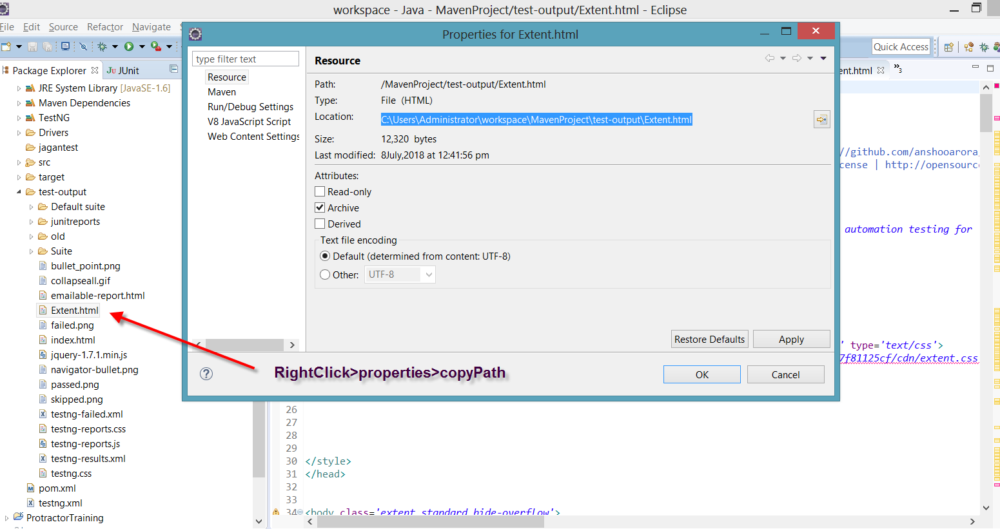 workspace - Java - MavenProject/test-output/Extent.html - Eclipse
File Edit Source Refactor Navigate
Quick Access
Package Explorer JUnit
JRE System Library [JavaSE-1.6]
Maven Dependencies
TestNG
Drivers
jagantest
src
target
test-output
Default suite
junitreports
old
Suite
bullet_point.png
collapseall.gif
emailable-report.html
Extent.html
failed.png
index.html
jquery-1.7.1.min.js
navigator-bullet.png
passed.png
skipped.png
testng-failed.xml
testng-reports.css
testng-reports.js
testng-results.xml
testng.css
pom.xml
testng.xml
ProtractorTraining
Properties for Extent.html
type filter text
Resource
Maven
Run/Debug Settings
V8 JavaScript Script
Web Content Settings
Resource
Path: /MavenProject/test-output/Extent.html
Type: File (HTML)
Location: C:\Users\Administrator\workspace\MavenProject\test-output\Extent.html
Size: 12,320 bytes
Last modified: 8July,2018 at 12:41:56 pm
Attributes:
Read-only
Archive
Derived
Text file encoding
Default (determined from content: UTF-8)
Other: UTF-8
Restore Defaults Apply
RightClick>properties>copyPath
OK Cancel
ent.html 3
//github.com/anshooarora/
cense | http://opensource
automation testing for
' type='text/css'>
7f81125cf/cdn/extent.css
26
27
28
29
30 </style>
31 </head>
32
33
34 <body class='extent standard hide-overflow'>